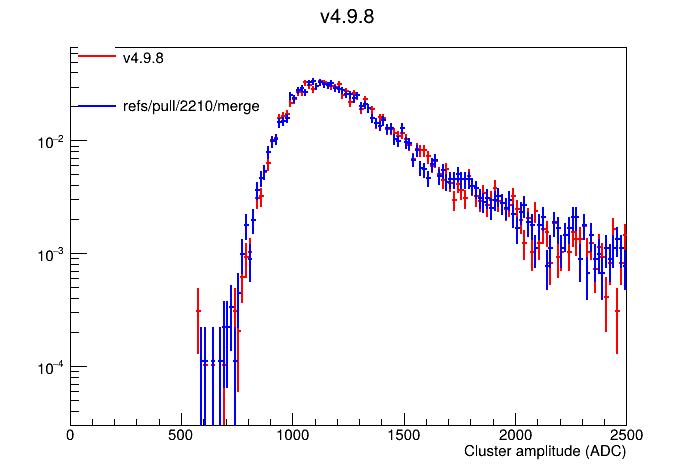 v4.9.8
v4.9.8
refs/pull/2210/merge
10⁻²
10⁻³
10⁻⁴
0 500 1000 1500 2000 2500
Cluster amplitude (ADC)